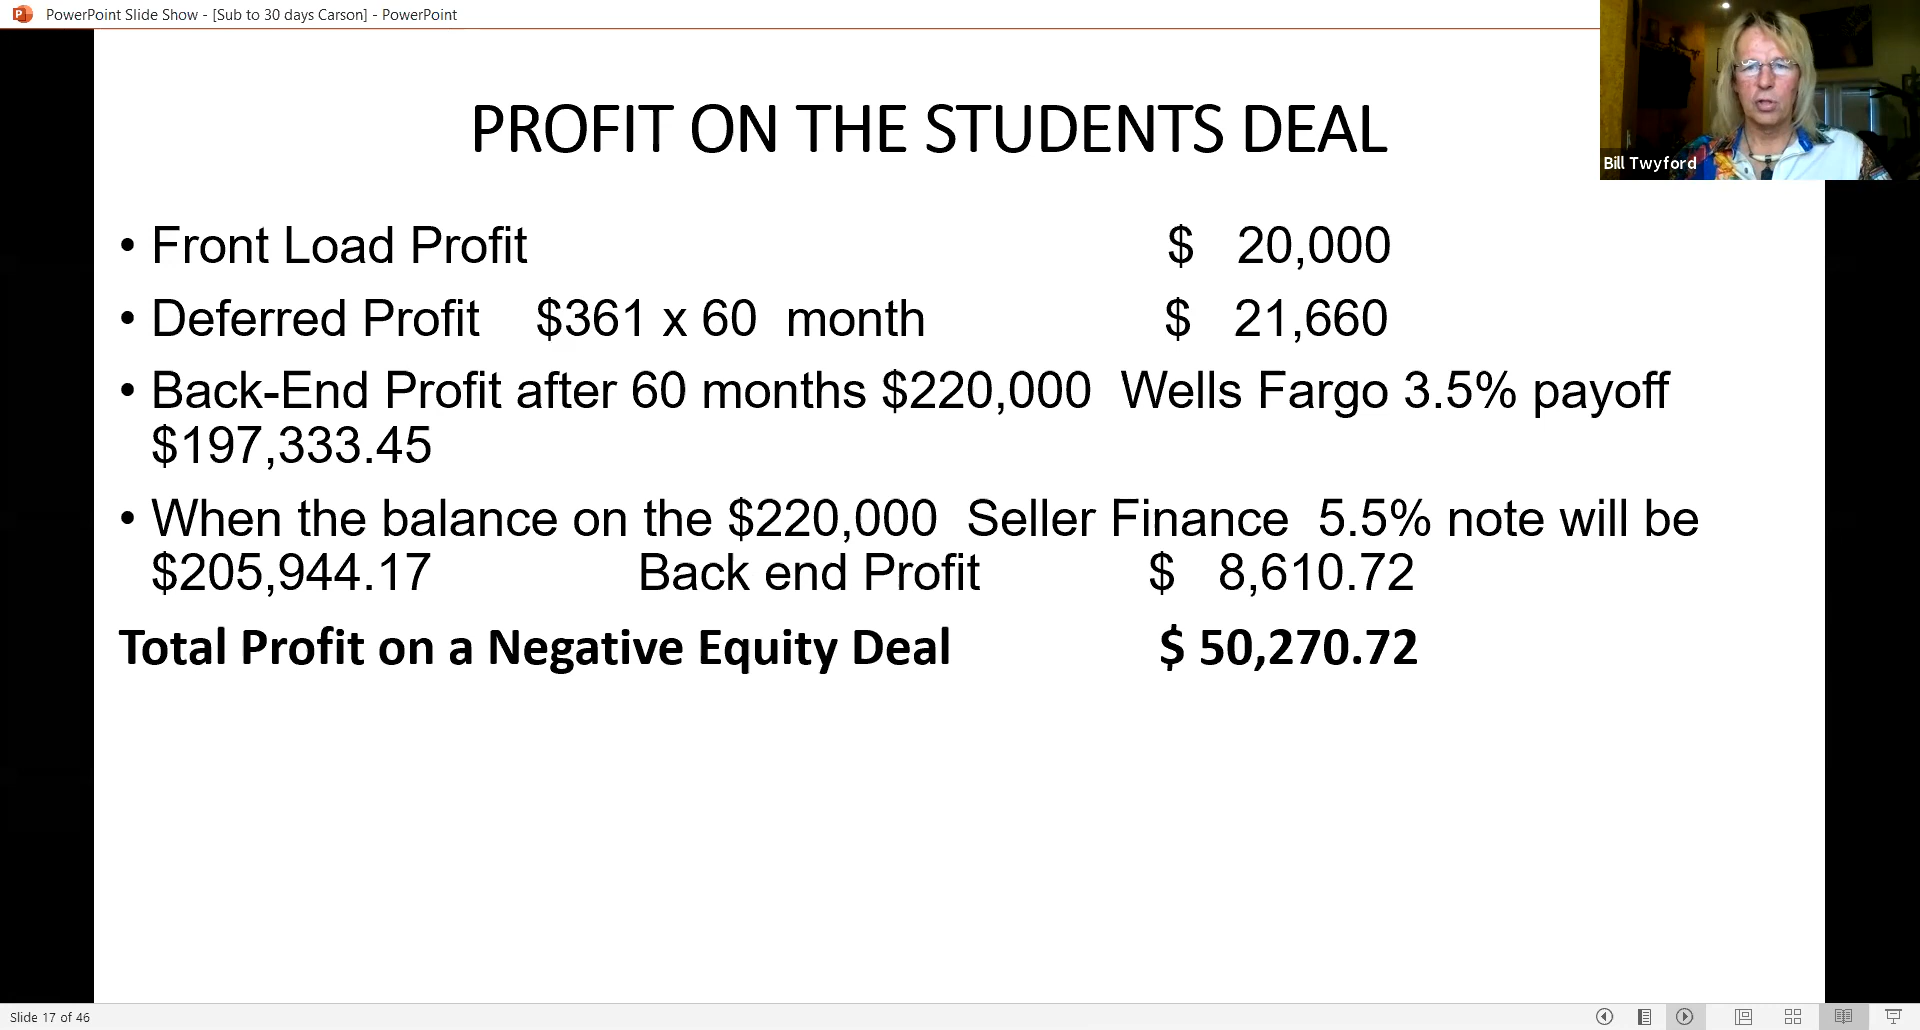 PowerPoint Slide Show - [Sub to 30 days Carson] - PowerPoint
Bill Twyford
PROFIT ON THE STUDENTS DEAL
• Front Load Profit $ 20,000
• Deferred Profit $361 x 60 month $ 21,660
• Back-End Profit after 60 months $220,000 Wells Fargo 3.5% payoff
$197,333.45
• When the balance on the $220,000 Seller Finance 5.5% note will be
$205,944.17 Back end Profit $ 8,610.72
Total Profit on a Negative Equity Deal $ 50,270.72
Slide 17 of 46